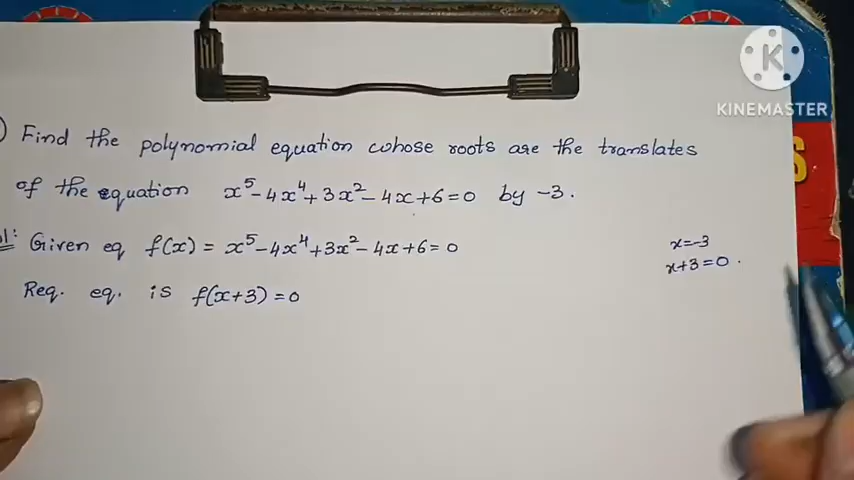 K
KINEMASTER
) Find the polynomial equation whose roots are the translates
of the equation x⁵-4x⁴+3x²-4x+6=0 by -3.
Given eq f(x) = x⁵-4x⁴+3x²-4x+6=0
x=-3
x+3=0.
Req. eq. is f(x+3)=0